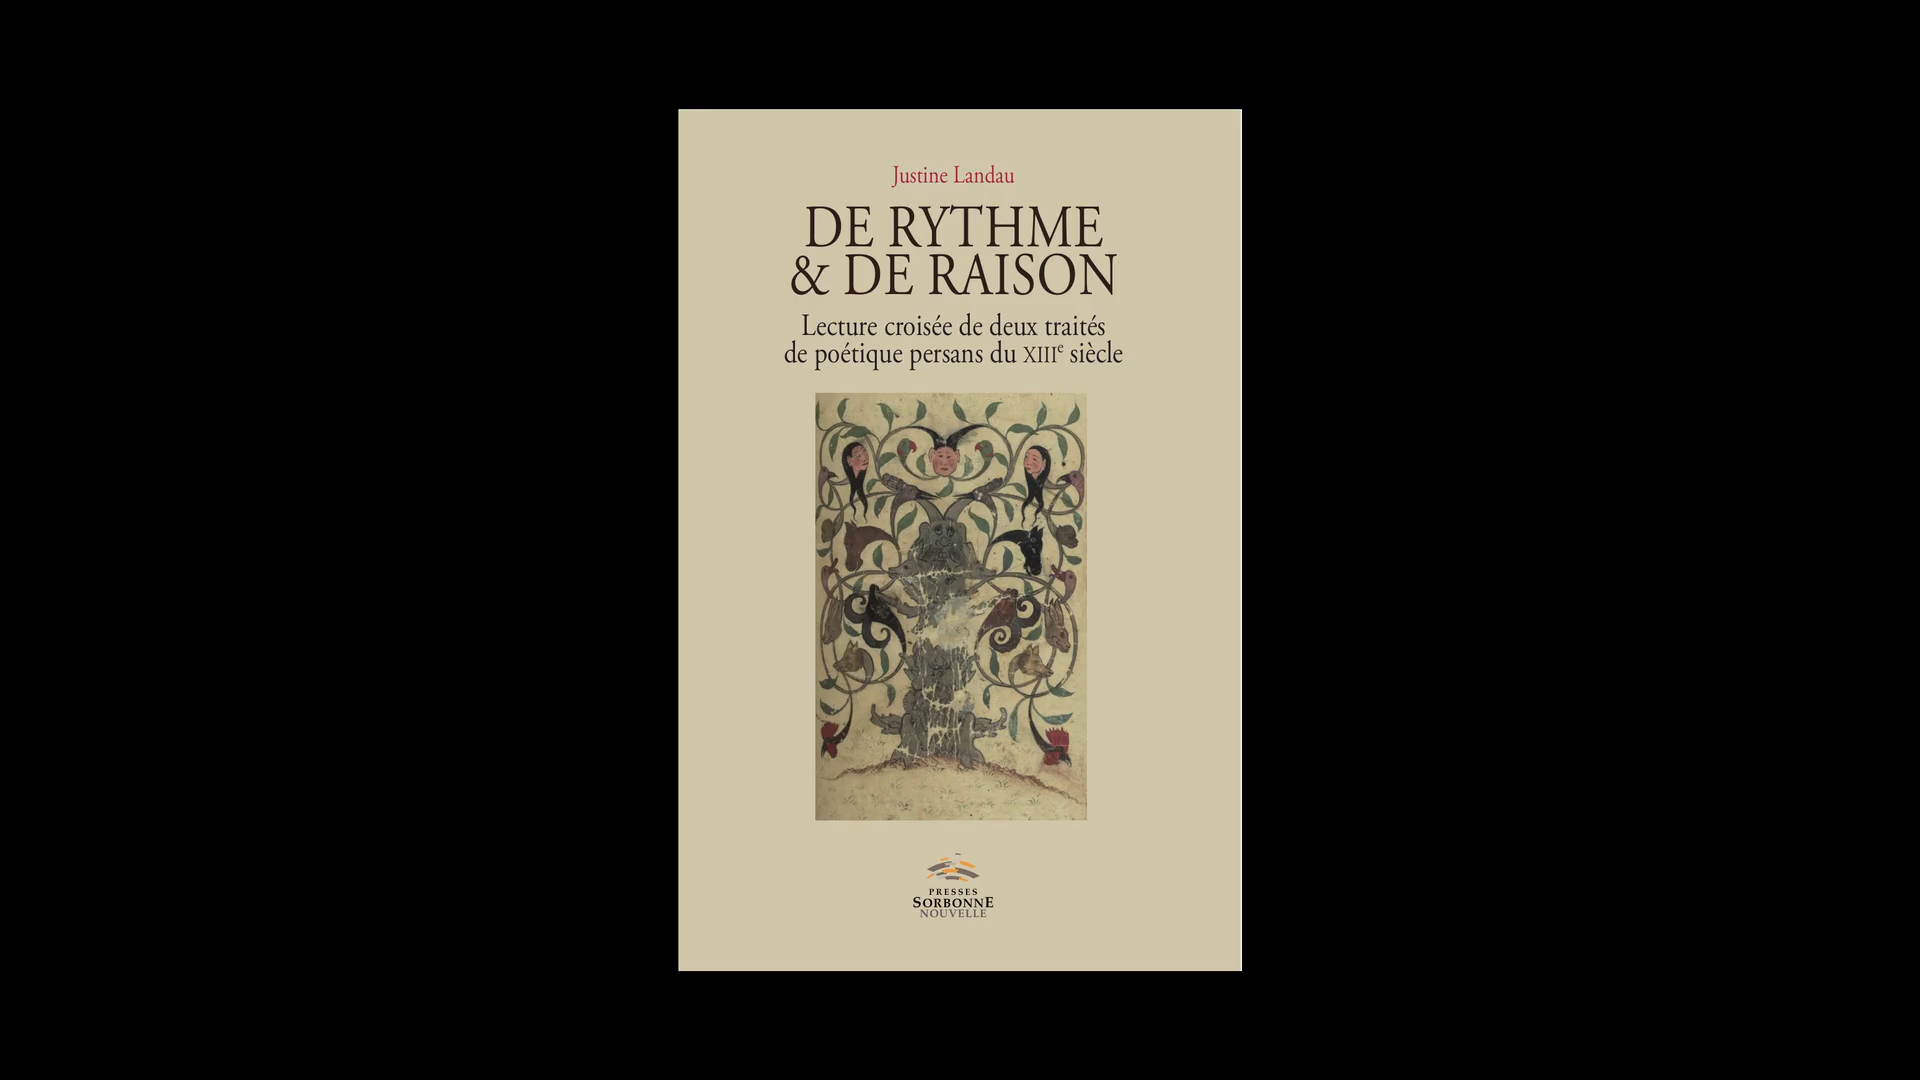 Justine Landau
DE RYTHME
& DE RAISON
Lecture croisée de deux traités
de poétique persans du XIIIe siècle
PRESSES
SORBONNE
NOUVELLE